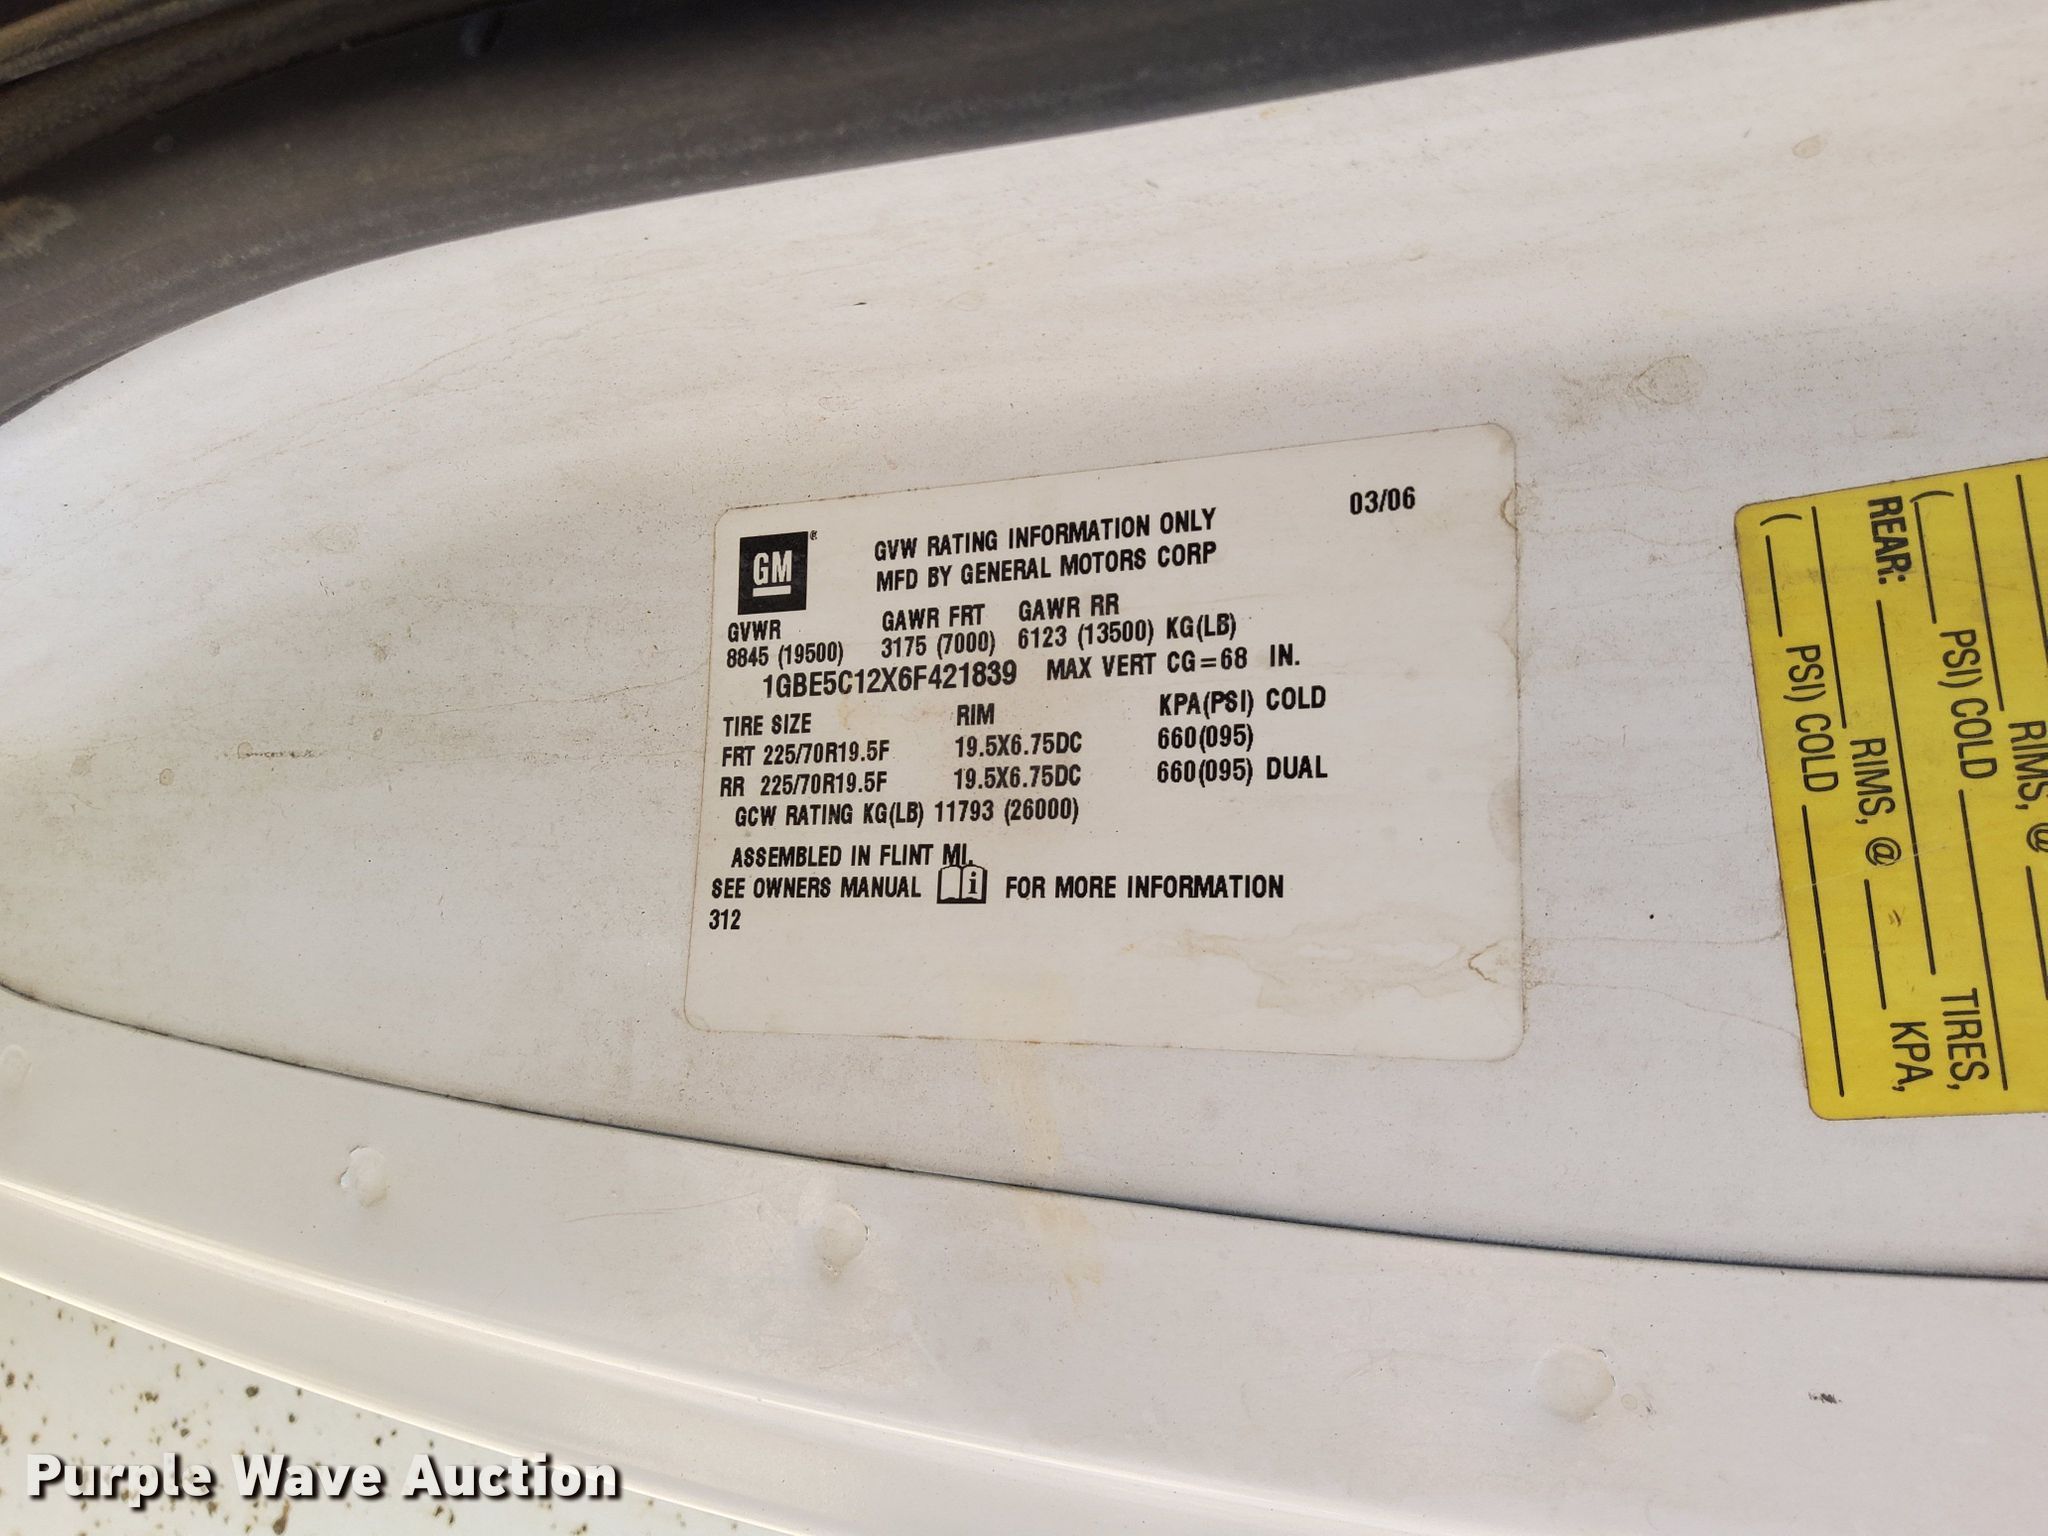 03/06
GM®
GVW RATING INFORMATION ONLY
MFD BY GENERAL MOTORS CORP
GVWR GAWR FRT GAWR RR
8845 (19500) 3175 (7000) 6123 (13500) KG(LB)
1GBE5C12X6F421839 MAX VERT CG=68 IN.
TIRE SIZE RIM KPA(PSI) COLD
FRT 225/70R19.5F 19.5X6.75DC 660(095)
RR 225/70R19.5F 19.5X6.75DC 660(095) DUAL
GCW RATING KG(LB) 11793 (26000)
ASSEMBLED IN FLINT MI.
SEE OWNERS MANUAL i FOR MORE INFORMATION
312
RIMS, @
( PSI) COLD TIRES,
REAR: RIMS, @ KPA,
( PSI) COLD
Purple Wave Auction